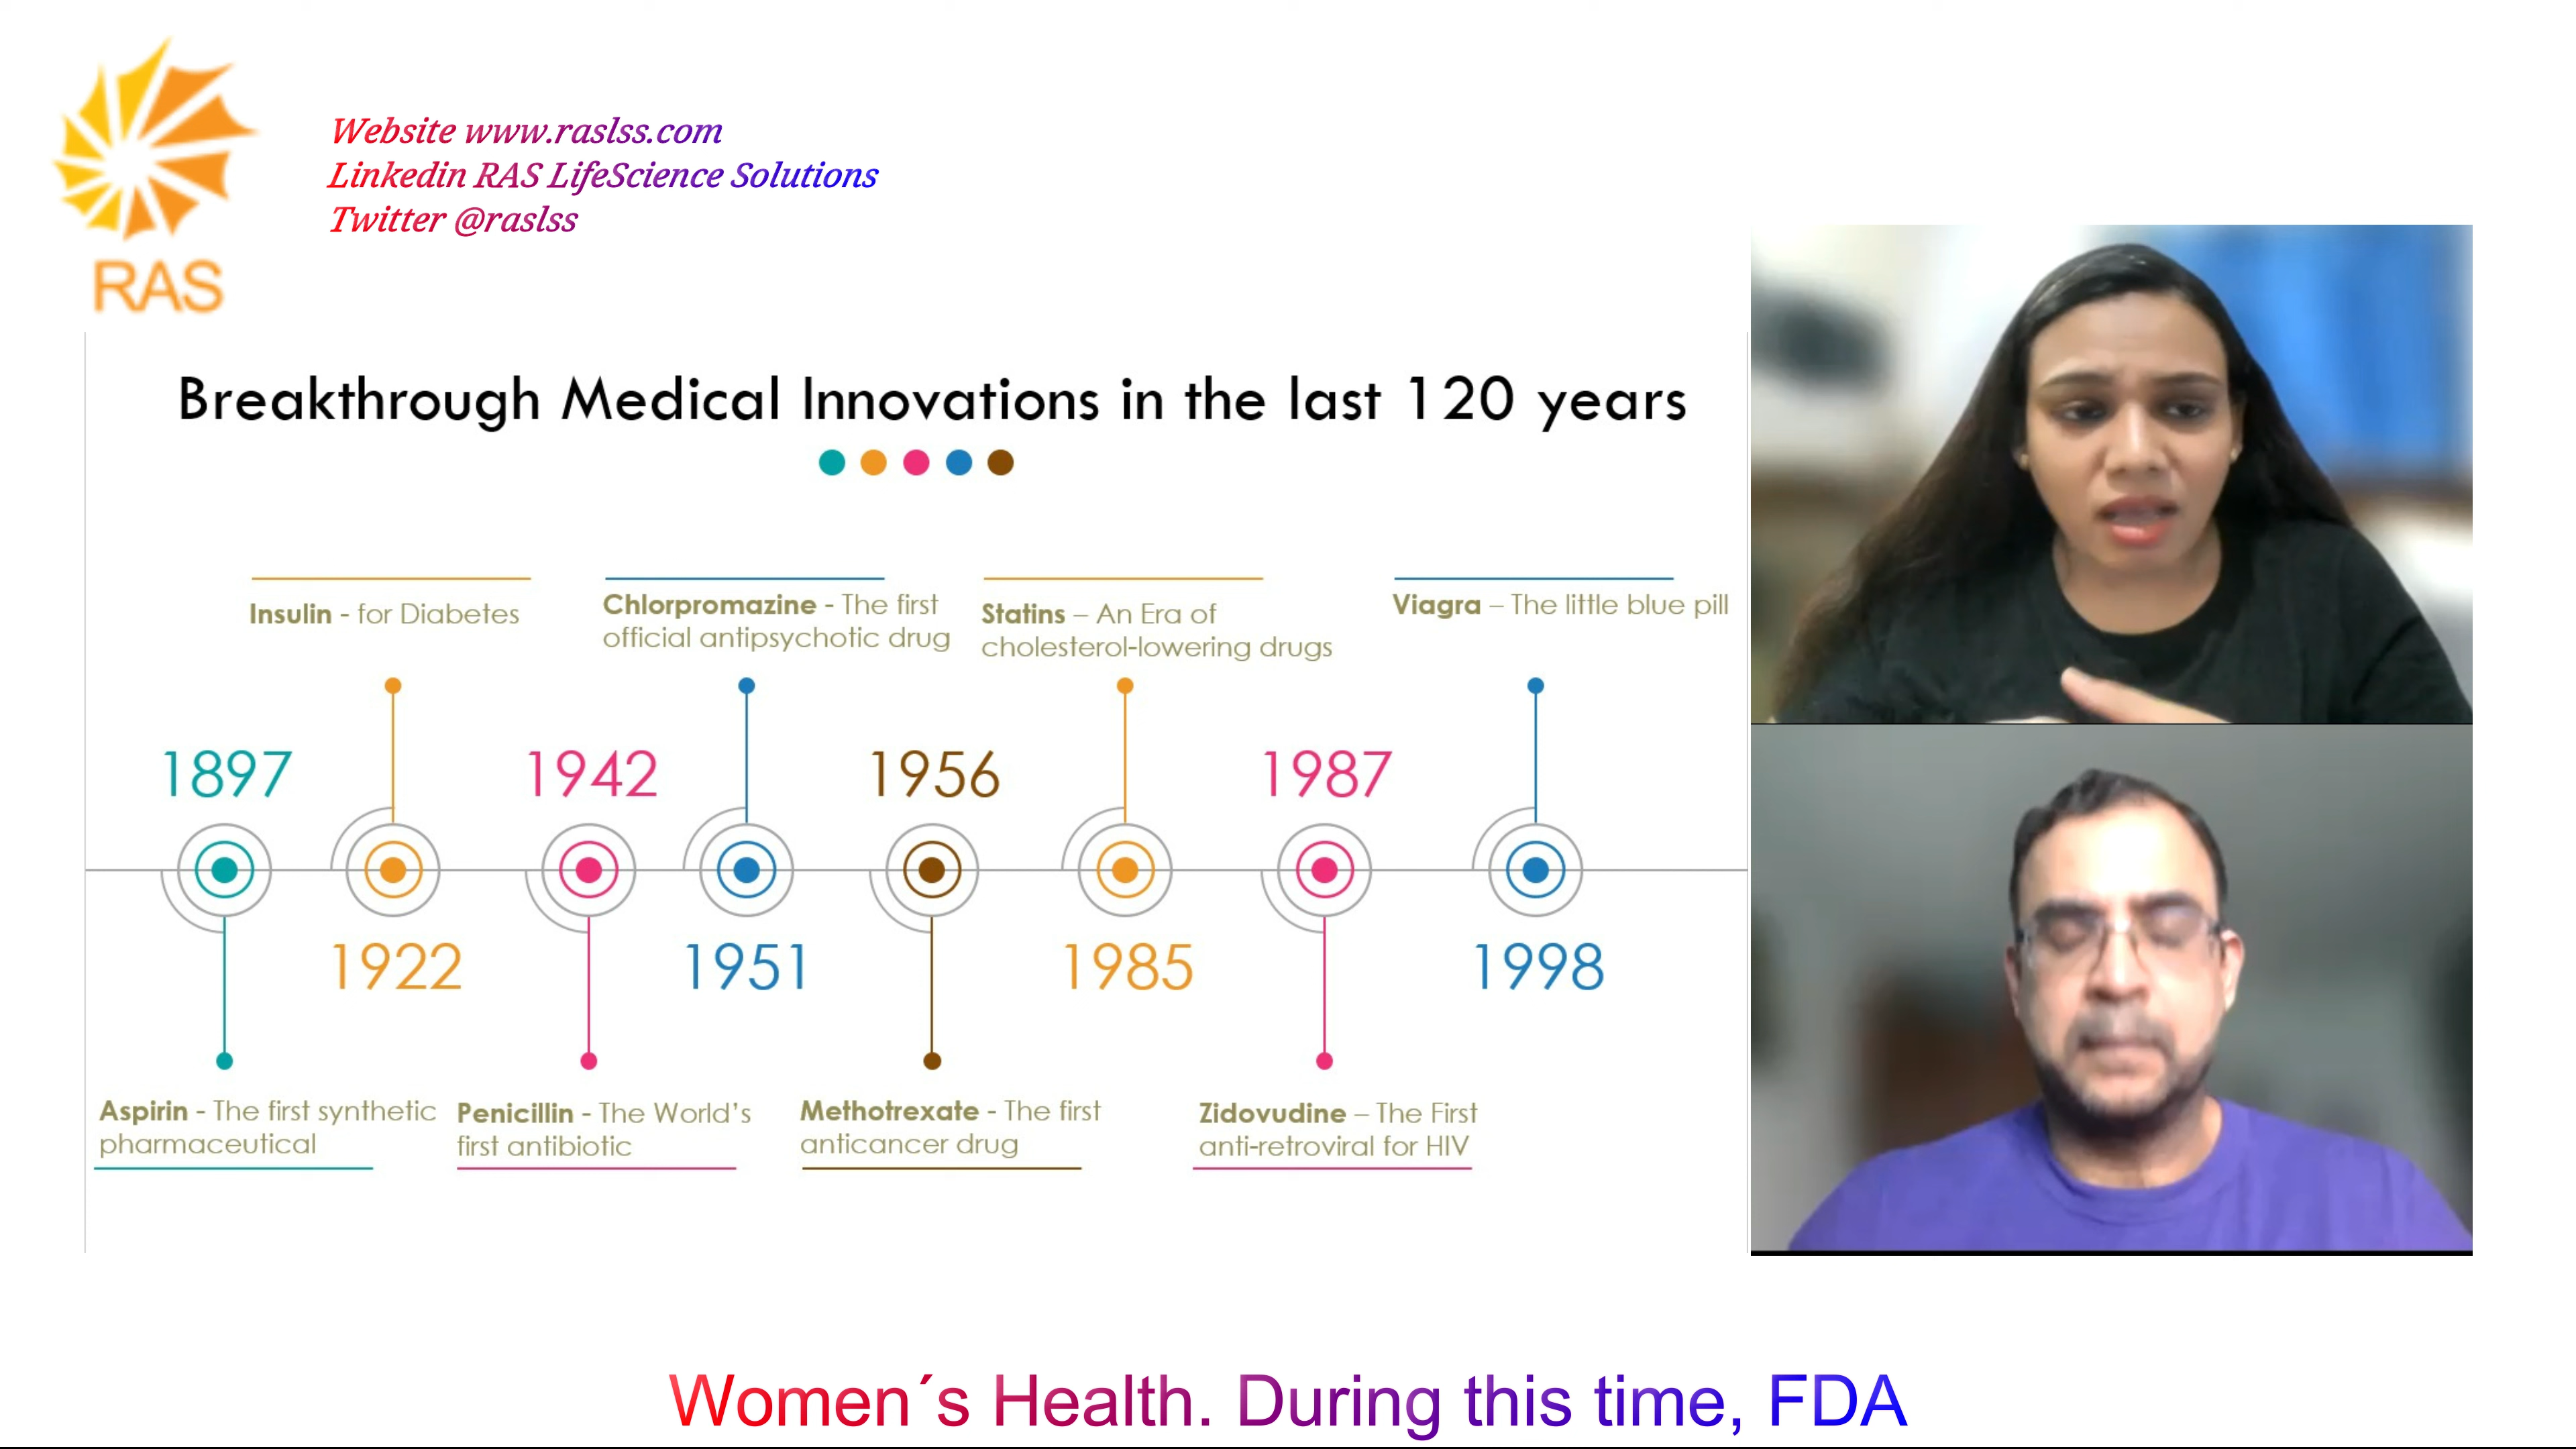 Website www.raslss.com
Linkedin RAS LifeScience Solutions
Twitter @raslss
RAS
Breakthrough Medical Innovations in the last 120 years
Insulin - for Diabetes
Chlorpromazine - The first
official antipsychotic drug
Statins – An Era of
cholesterol-lowering drugs
Viagra – The little blue pill
1897
1942
1956
1987
1922
1951
1985
1998
Aspirin - The first synthetic
pharmaceutical
Penicillin - The World’s
first antibiotic
Methotrexate - The first
anticancer drug
Zidovudine – The First
anti-retroviral for HIV
Women´s Health. During this time, FDA